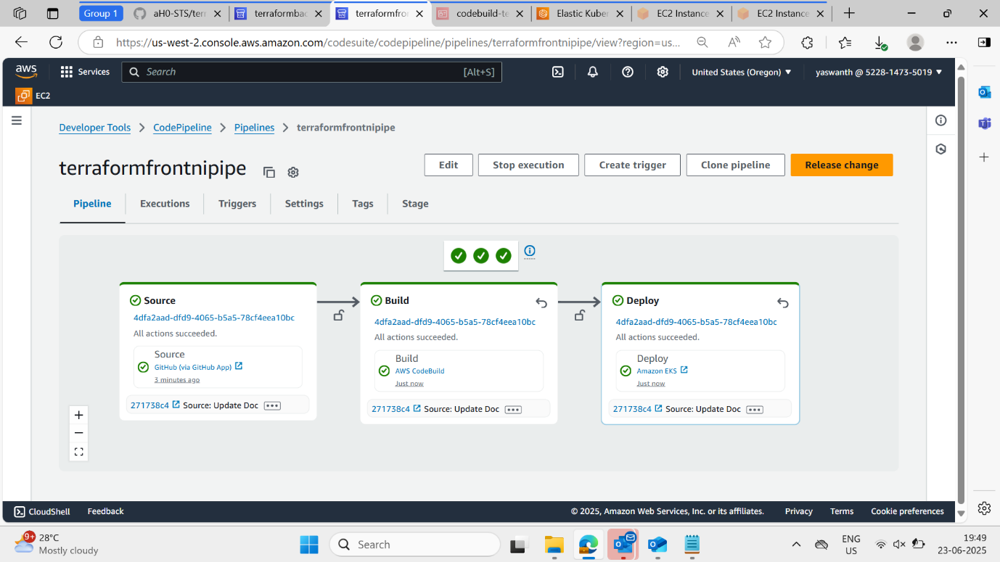 Group 1
aH0-STS/terr
terraformbac
terraformfror
codebuild-te
Elastic Kuber
EC2 Instance
EC2 Instance
https://us-west-2.console.aws.amazon.com/codesuite/codepipeline/pipelines/terraformfrontnipipe/view?region=us...
aws
Services
Search
[Alt+S]
United States (Oregon)
yaswanth @ 5228-1473-5019
EC2
Developer Tools
CodePipeline
Pipelines
terraformfrontnipipe
terraformfrontnipipe
Edit
Stop execution
Create trigger
Clone pipeline
Release change
Pipeline
Executions
Triggers
Settings
Tags
Stage
Source
4dfa2aad-dfd9-4065-b5a5-78cf4eea10bc
All actions succeeded.
Source
GitHub (via GitHub App)
3 minutes ago
271738c4 Source: Update Doc
Build
4dfa2aad-dfd9-4065-b5a5-78cf4eea10bc
All actions succeeded.
Build
AWS CodeBuild
Just now
271738c4 Source: Update Doc
Deploy
4dfa2aad-dfd9-4065-b5a5-78cf4eea10bc
All actions succeeded.
Deploy
Amazon EKS
Just now
271738c4 Source: Update Doc
CloudShell
Feedback
© 2025, Amazon Web Services, Inc. or its affiliates.
Privacy
Terms
Cookie preferences
9+
28°C
Mostly cloudy
Search
ENG
US
19:49
23-06-2025